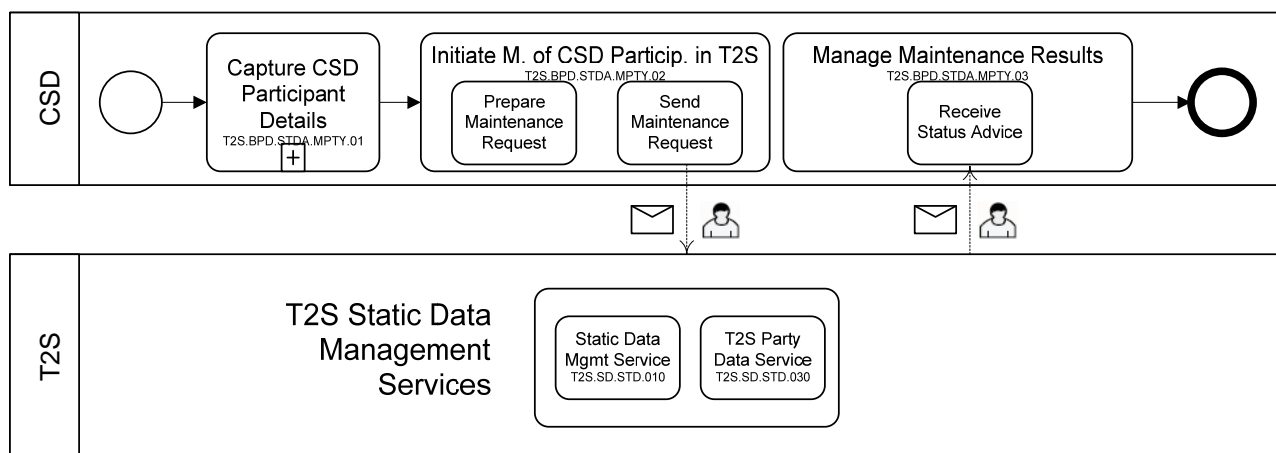 CSD
Capture CSD
Participant
Details
T2S.BPD.STDA.MPTY.01
Initiate M. of CSD Particip. in T2S
T2S.BPD.STDA.MPTY.02
Prepare
Maintenance
Request
Send
Maintenance
Request
Manage Maintenance Results
T2S.BPD.STDA.MPTY.03
Receive
Status Advice
T2S
T2S Static Data
Management
Services
Static Data
Mgmt Service
T2S.SD.STD.010
T2S Party
Data Service
T2S.SD.STD.030